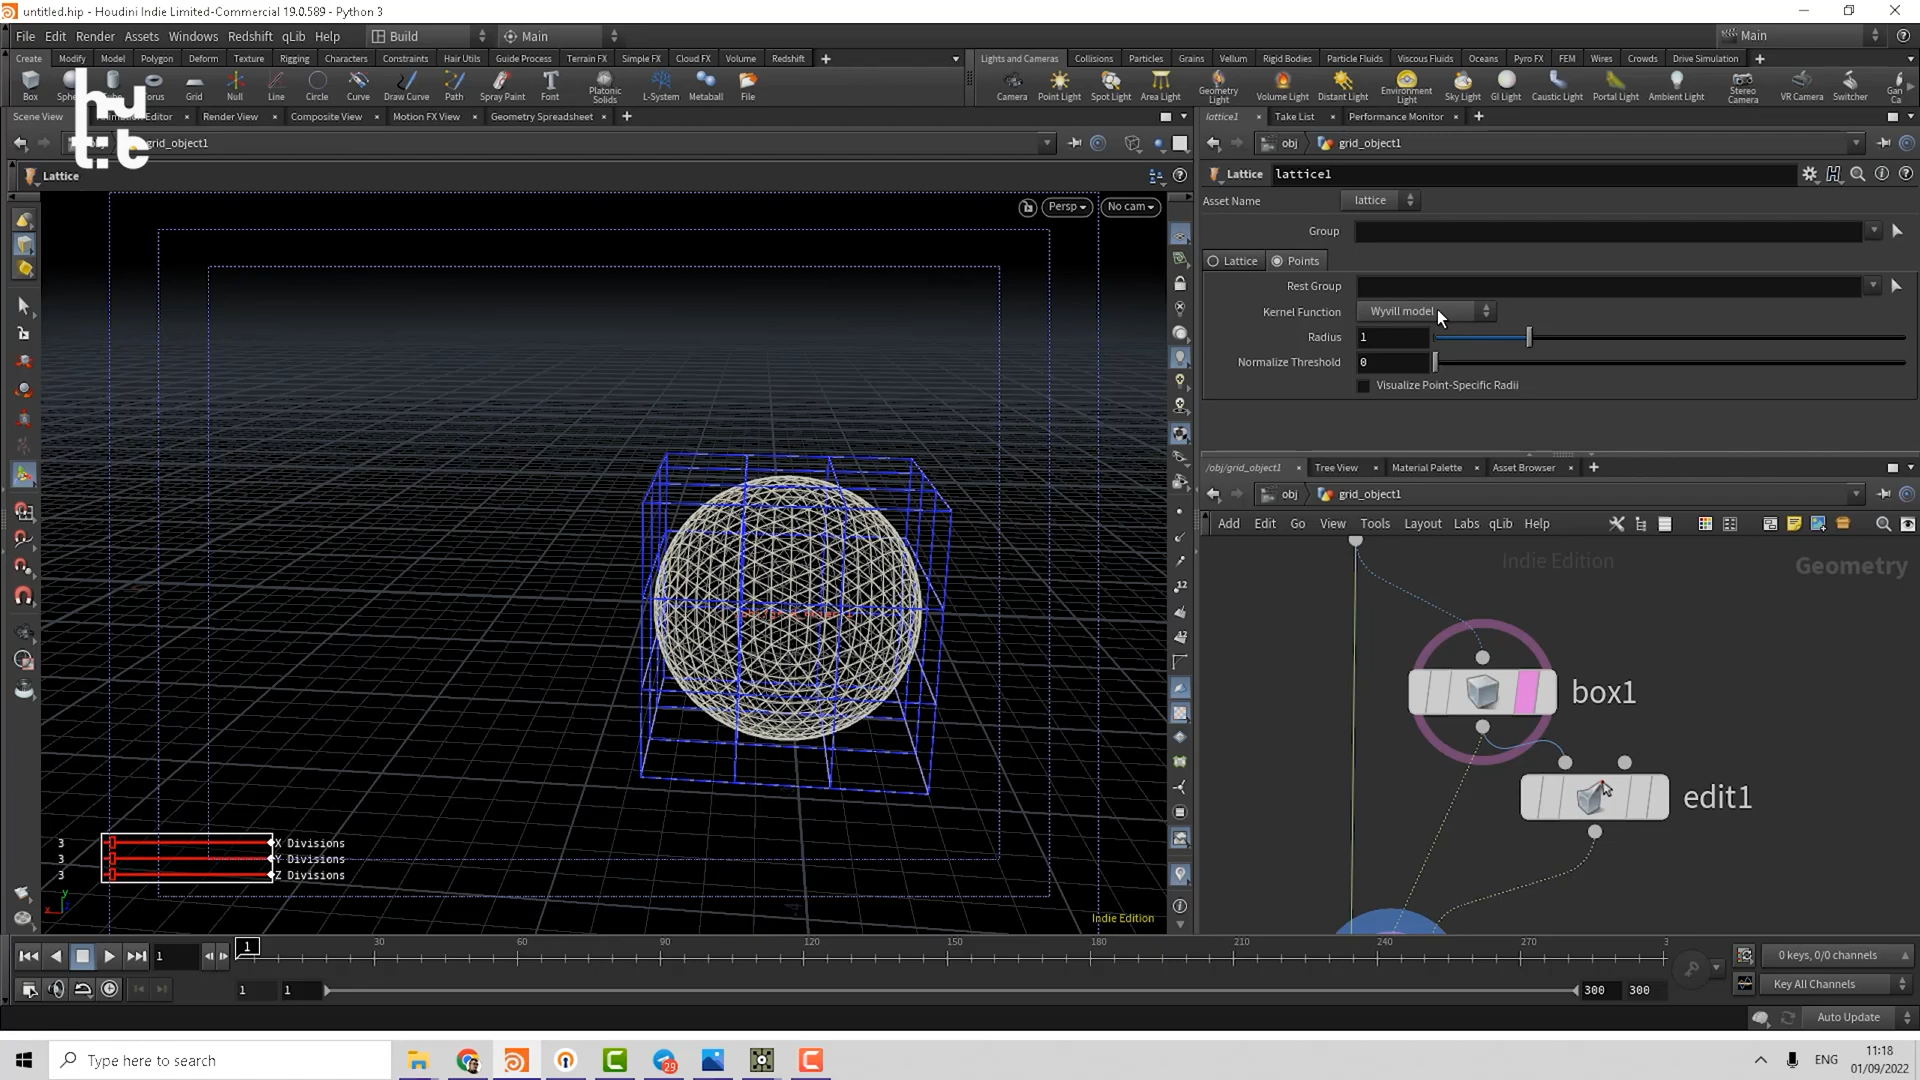 untitled.hip - Houdini Indie Limited-Commercial 19.0.589 - Python 3
File Edit Render Assets Windows Redshift qLib Help Build Main Main
Create Modify Model Polygon Deform Texture Rigging Characters Constraints Hair Utils Guide Process Terrain FX Simple FX Cloud FX Volume Redshift
Lights and Cameras Collisions Particles Grains Vellum Rigid Bodies Particle Fluids Viscous Fluids Oceans Pyro FX FEM Wires Crowds Drive Simulation
Box Grid Null Line Circle Curve Draw Curve Path Spray Paint Font Platonic Solids L-System Metaball File
Camera Point Light Spot Light Area Light Geometry Light Volume Light Distant Light Environment Light Sky Light GI Light Caustic Light Portal Light Ambient Light Stereo Camera VR Camera Switcher
Scene View Editor Render View Composite View Motion FX View Geometry Spreadsheet
lattice1 Take List Performance Monitor
grid_object1
obj grid_object1
Lattice
Lattice lattice1
Asset Name lattice
Persp No cam
Group
Lattice Points
Rest Group
Kernel Function Wyvill model
Radius 1
Normalize Threshold 0
Visualize Point-Specific Radii
/obj/grid_object1 Tree View Material Palette Asset Browser
obj grid_object1
Add Edit Go View Tools Layout Labs qLib Help
Indie Edition
Geometry
box1
edit1
3 X Divisions
3 Y Divisions
3 Z Divisions
Indie Edition
1 1 30 60 90 120 150 180 210 240 270 3
0 keys, 0/0 channels
1 1 300 300 Key All Channels
Auto Update
Type here to search
29
ENG
11:18
01/09/2022